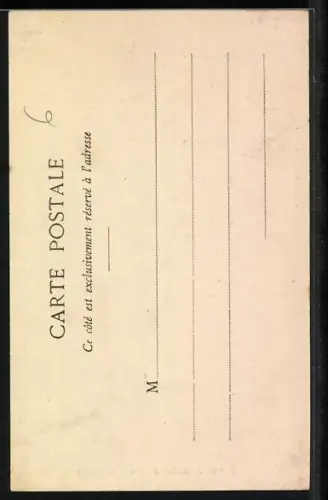 6
CARTE POSTALE
Ce côté est exclusivement réservé à l'adresse
M